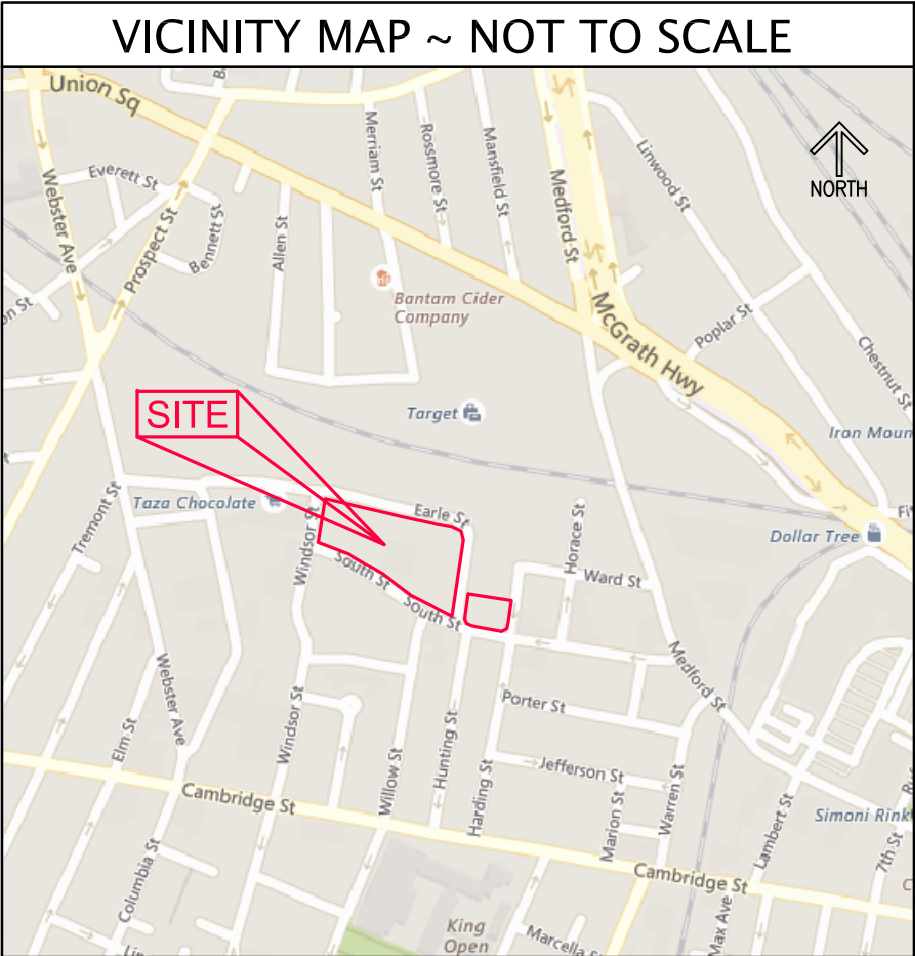 VICINITY MAP ~ NOT TO SCALE
Union Sq
Everett St
Webster Ave
Prospect St
Bennett St
Allen St
Merriam St
Rossmore St
Mansfield St
Medford St
Linwood St
NORTH
Bantam Cider
Company
McGrath Hwy
Poplar St
Chestnut St
SITE
Target
Iron Moun
Tremont St
Taza Chocolate
Windsor St
Earle St
Horace St
Dollar Tree
South St
South St
Ward St
Medford St
Webster Ave
Elm St
Windsor St
Willow St
Hunting St
Harding St
Porter St
Jefferson St
Marion St
Warren St
Lambert St
Simoni Rink
7th St
Cambridge St
Cambridge St
Columbia St
King
Open
Marcella St
Max Ave